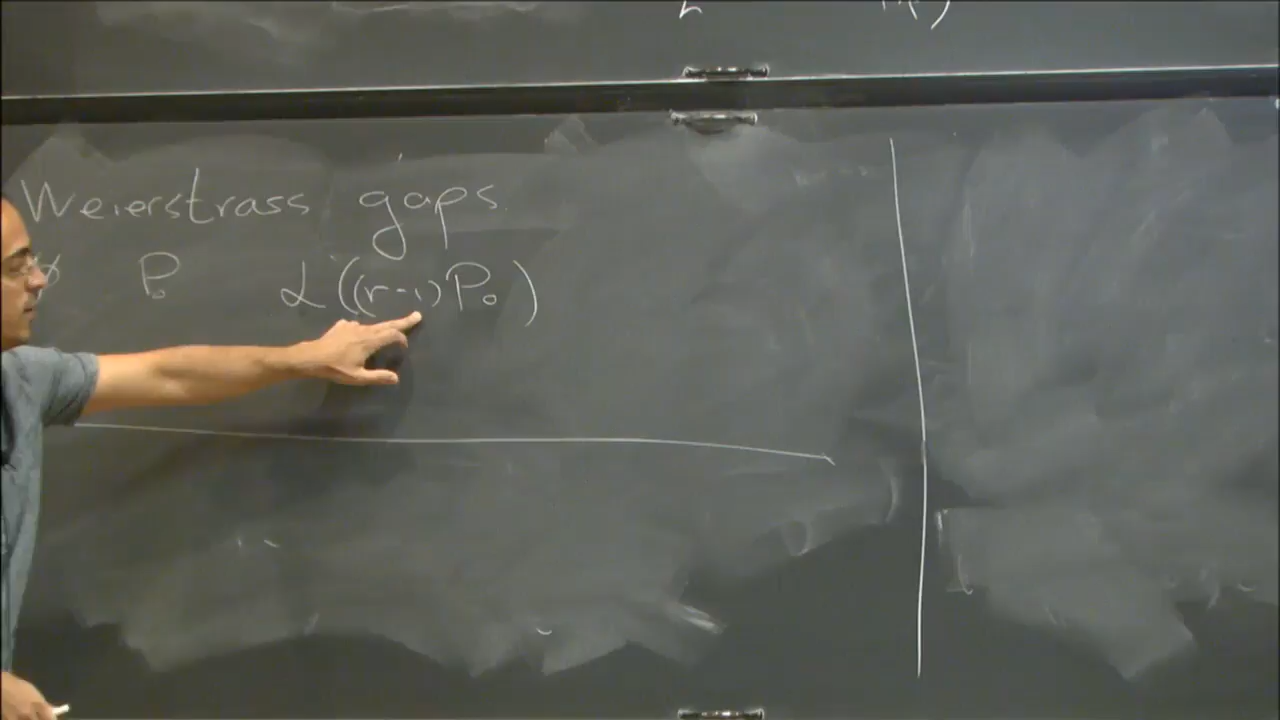 Weierstrass gaps.
P₀ L((r-1)P₀)